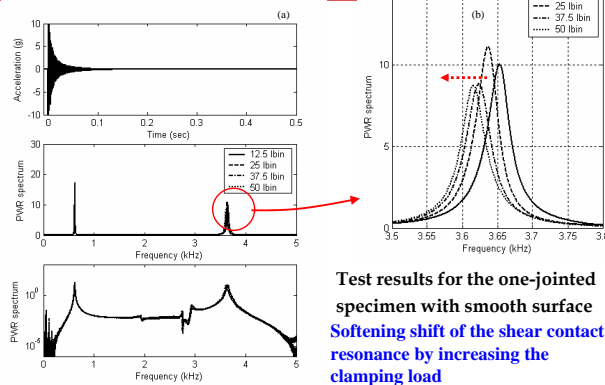 (a)
Acceleration (g)
10
5
0
-5
-10
0 0.1 0.2 0.3 0.4 0.5
Time (sec)
PWR spectrum
30
20
10
0
12.5 lbin
25 lbin
37.5 lbin
50 lbin
0 1 2 3 4 5
Frequency (kHz)
PWR spectrum
10^0
10^-5
0 1 2 3 4 5
Frequency (kHz)
(b)
25 lbin
37.5 lbin
50 lbin
PWR spectrum
10
5
3.5 3.55 3.6 3.65 3.7 3.75 3.8
Frequency (kHz)
Test results for the one-jointed
specimen with smooth surface
Softening shift of the shear contact
resonance by increasing the
clamping load